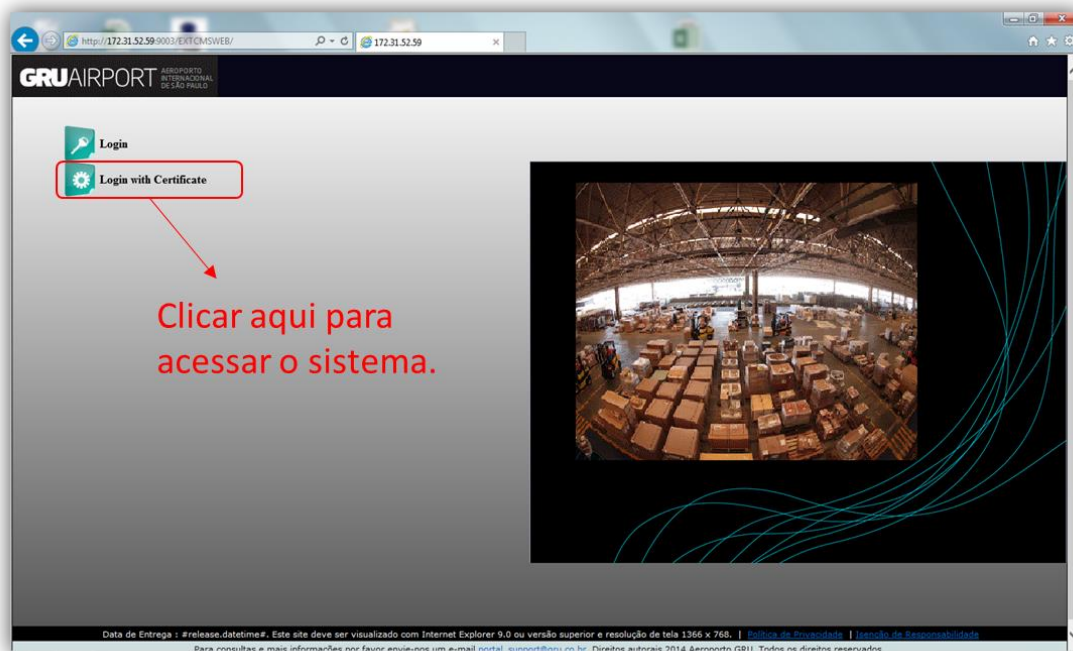 http://172.31.52.59:9003/EXTCMSWEB/
172.31.52.59
GRUAIRPORT AEROPORTO
INTERNACIONAL
DE SÃO PAULO
Login
Login with Certificate
Clicar aqui para
acessar o sistema.
Data de Entrega : #release.datetime#. Este site deve ser visualizado com Internet Explorer 9.0 ou versão superior e resolução de tela 1366 x 768. | Política de Privacidade | Isenção de Responsabilidade
Para consultas e mais informações por favor envie-nos um e-mail portal_support@gru.co.br. Direitos autorais 2014 Aeroporto GRU. Todos os direitos reservados.